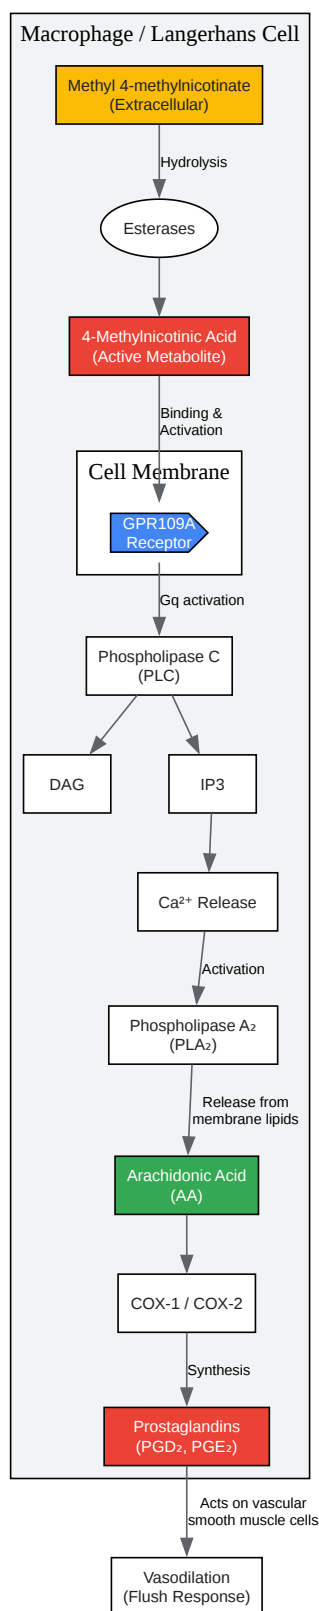 Macrophage / Langerhans Cell
Methyl 4-methylnicotinate
(Extracellular)
Hydrolysis
Esterases
4-Methylnicotinic Acid
(Active Metabolite)
Binding &
Activation
Cell Membrane
GPR109A
Receptor
Gq activation
Phospholipase C
(PLC)
DAG
IP3
Ca²⁺ Release
Activation
Phospholipase A₂
(PLA₂)
Release from
membrane lipids
Arachidonic Acid
(AA)
COX-1 / COX-2
Synthesis
Prostaglandins
(PGD₂, PGE₂)
Acts on vascular
smooth muscle cells
Vasodilation
(Flush Response)